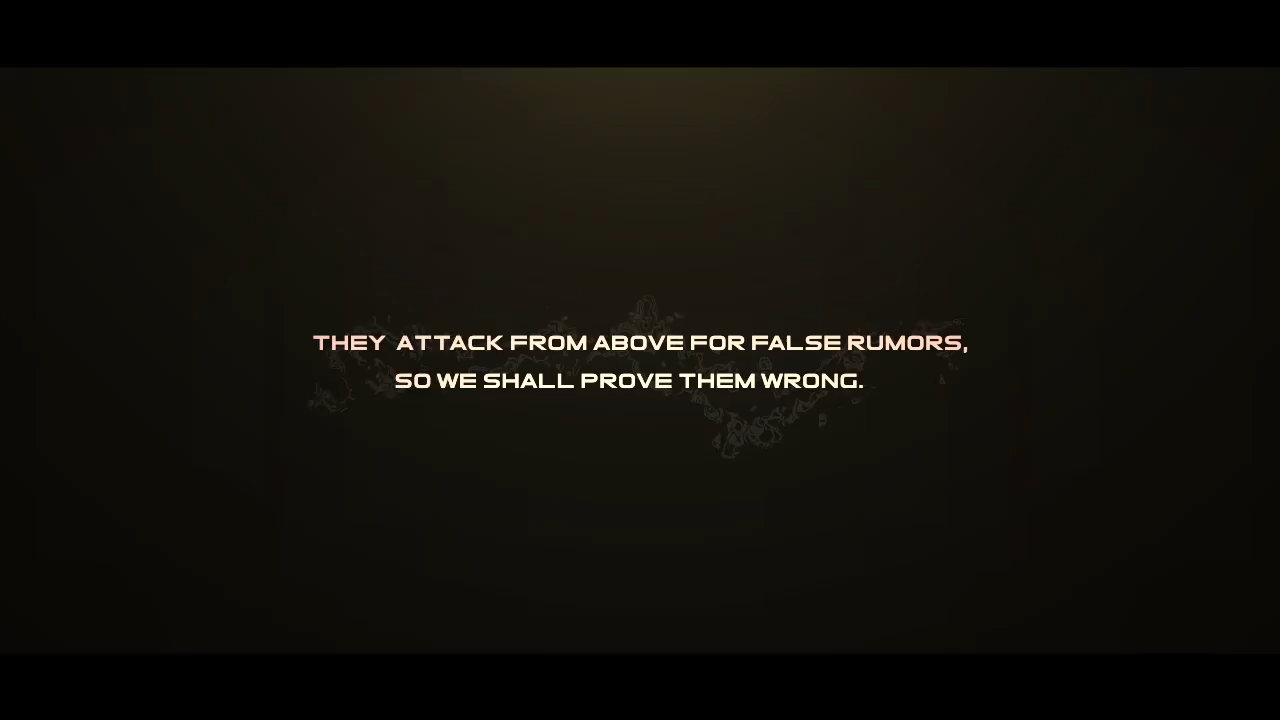 THEY ATTACK FROM ABOVE FOR FALSE RUMORS,
SO WE SHALL PROVE THEM WRONG.